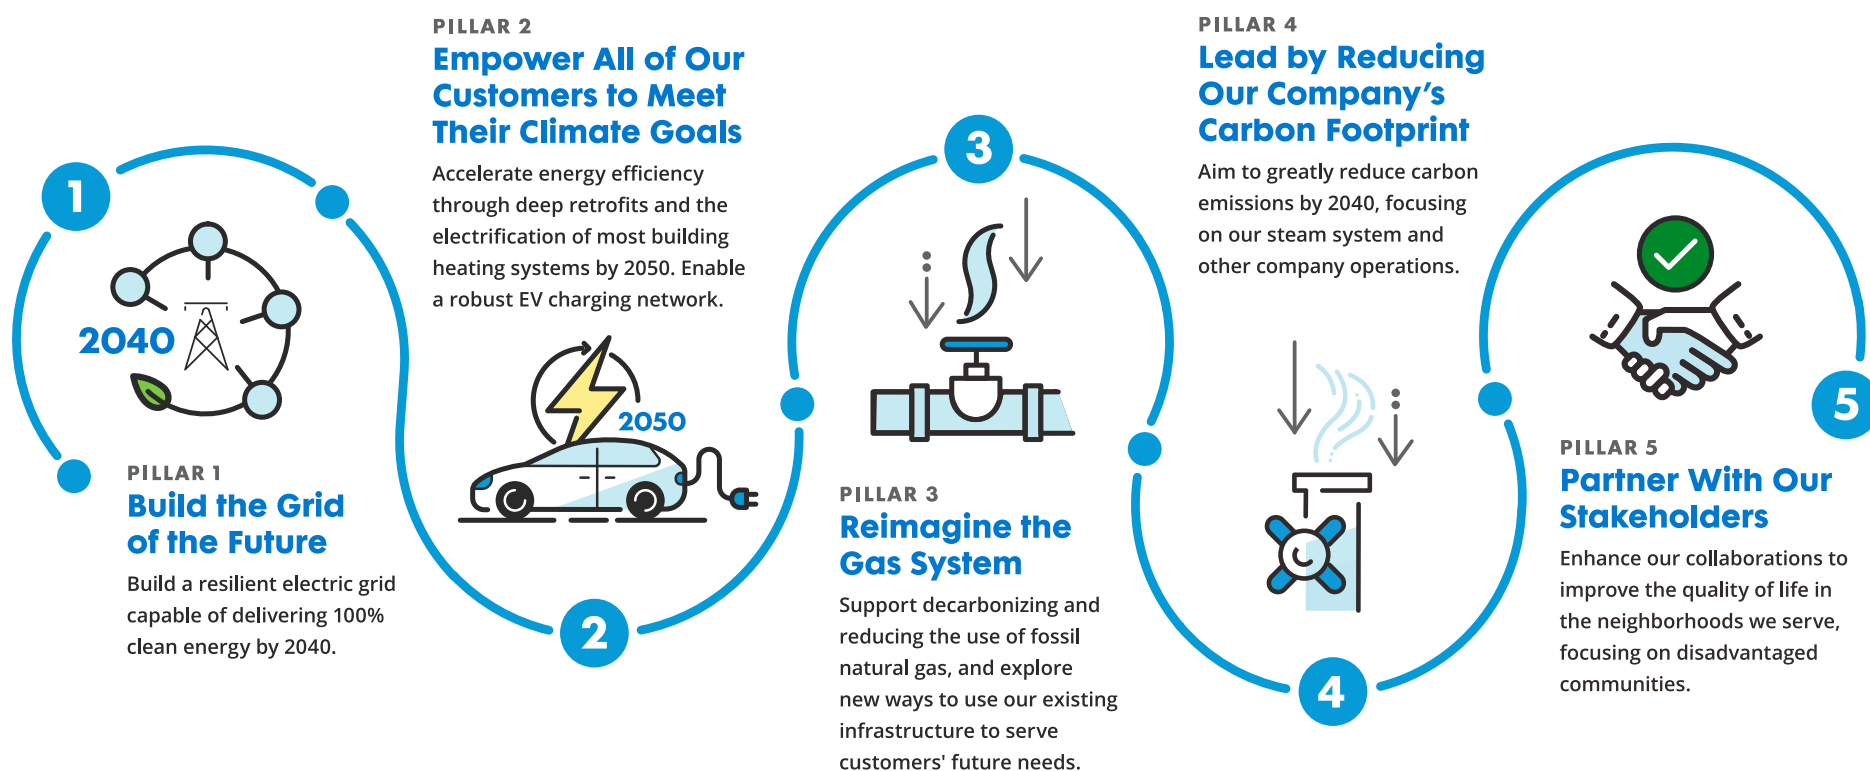 1
2040
PILLAR 1
Build the Grid
of the Future
Build a resilient electric grid
capable of delivering 100%
clean energy by 2040.
PILLAR 2
Empower All of Our
Customers to Meet
Their Climate Goals
Accelerate energy efficiency
through deep retrofits and the
electrification of most building
heating systems by 2050. Enable
a robust EV charging network.
2050
2
3
PILLAR 3
Reimagine the
Gas System
Support decarbonizing and
reducing the use of fossil
natural gas, and explore
new ways to use our existing
infrastructure to serve
customers' future needs.
PILLAR 4
Lead by Reducing
Our Company's
Carbon Footprint
Aim to greatly reduce carbon
emissions by 2040, focusing
on our steam system and
other company operations.
4
5
PILLAR 5
Partner With Our
Stakeholders
Enhance our collaborations to
improve the quality of life in
the neighborhoods we serve,
focusing on disadvantaged
communities.